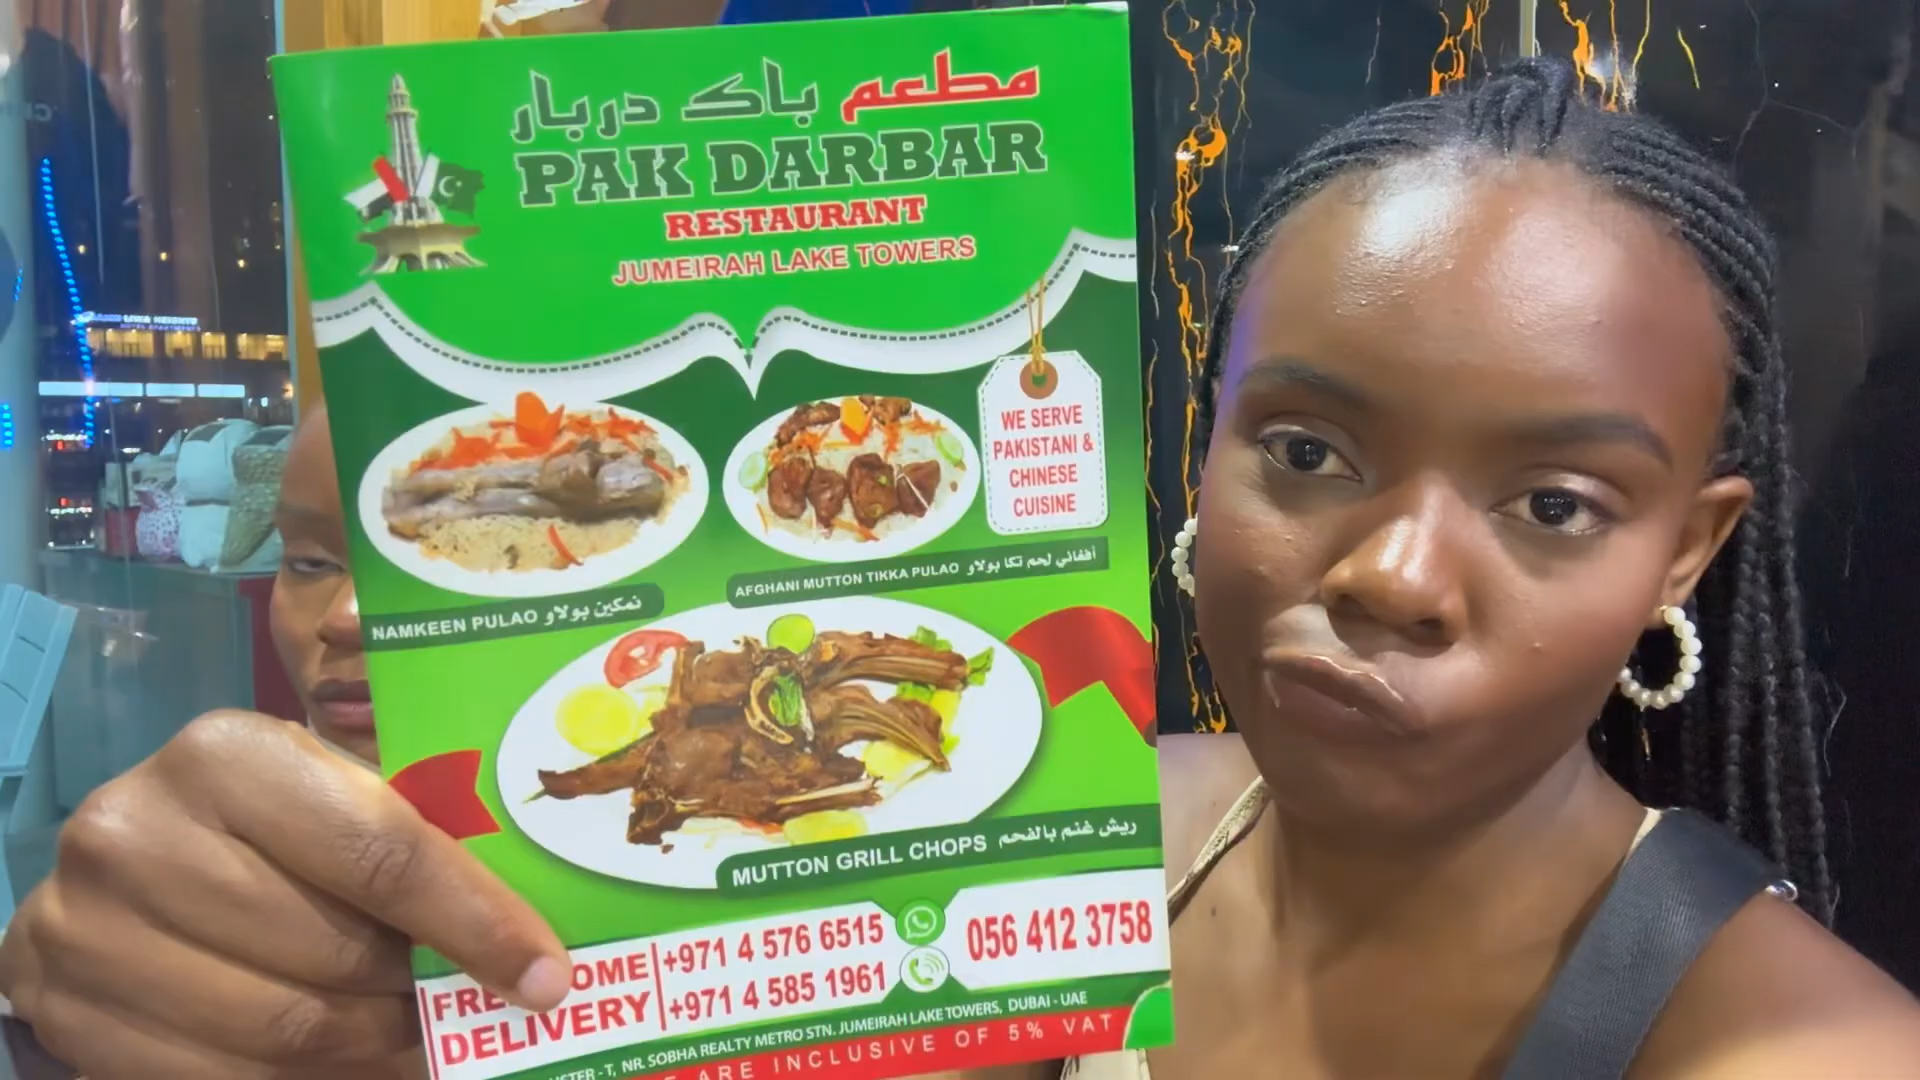 مطعم باك دربار
PAK DARBAR
RESTAURANT
JUMEIRAH LAKE TOWERS
WE SERVE
PAKISTANI &
CHINESE
CUISINE
NAMKEEN PULAO نمكين بولاو
AFGHANI MUTTON TIKKA PULAO أفغاني لحم تكا بولاو
MUTTON GRILL CHOPS ريش غنم بالفحم
DELIVERY
+971 4 576 6515
+971 4 585 1961
056 412 3758
- T, NR. SOBHA REALTY METRO STN. JUMEIRAH LAKE TOWERS, DUBAI - UAE
ARE INCLUSIVE OF 5% VAT
LIWA HEIGHTS